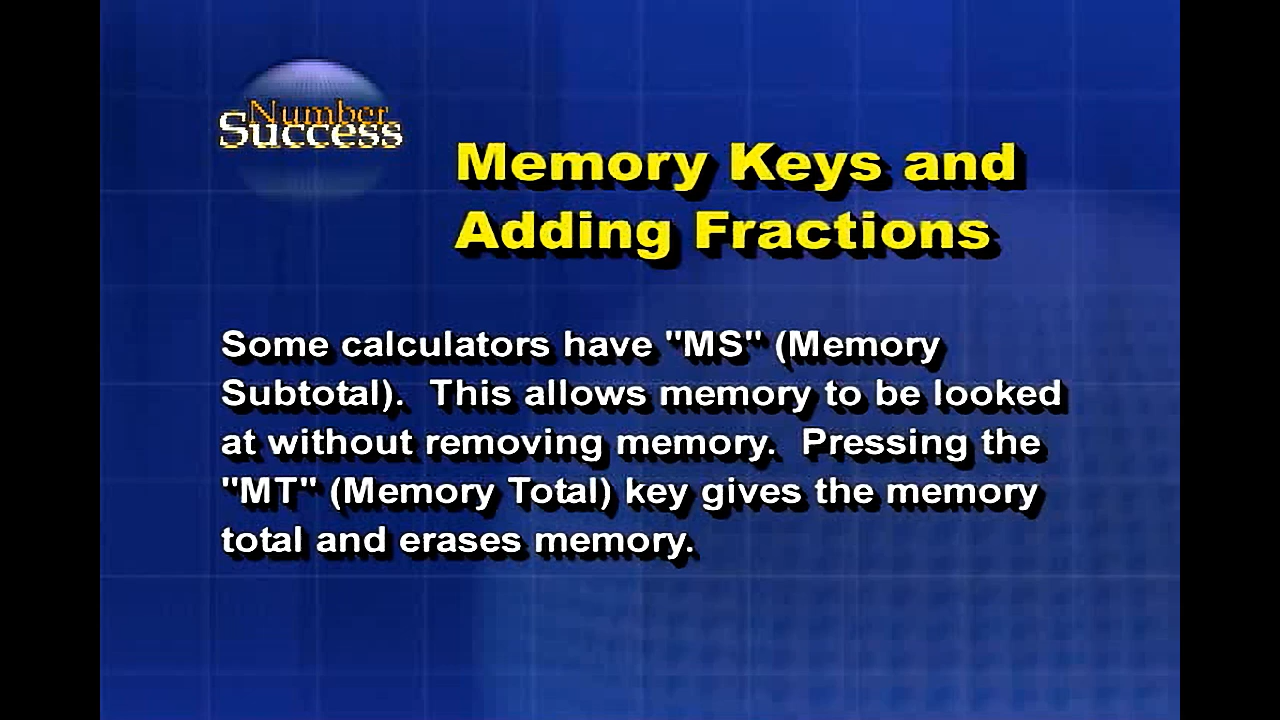 Number
Success
Memory Keys and
Adding Fractions
Some calculators have "MS" (Memory
Subtotal).  This allows memory to be looked
at without removing memory.  Pressing the
"MT" (Memory Total) key gives the memory
total and erases memory.